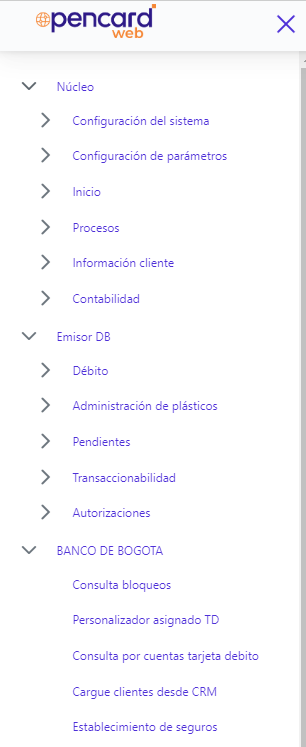 opencard
web
Núcleo
Configuración del sistema
Configuración de parámetros
Inicio
Procesos
Información cliente
Contabilidad
Emisor DB
Débito
Administración de plásticos
Pendientes
Transaccionabilidad
Autorizaciones
BANCO DE BOGOTA
Consulta bloqueos
Personalizador asignado TD
Consulta por cuentas tarjeta debito
Cargue clientes desde CRM
Establecimiento de seguros